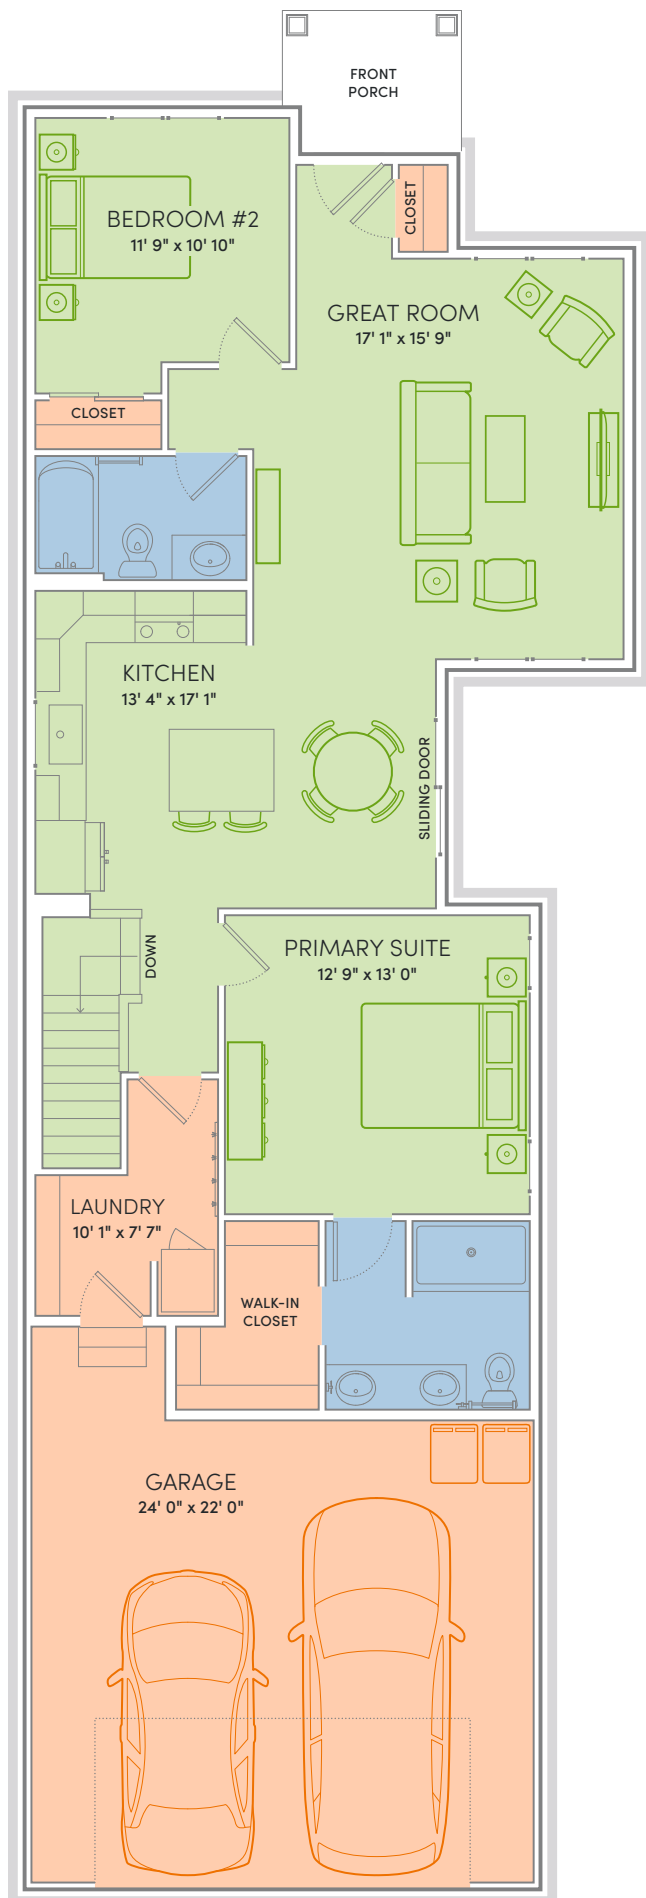 FRONT
PORCH
CLOSET
BEDROOM #2
11' 9" x 10' 10"
GREAT ROOM
17' 1" x 15' 9"
CLOSET
KITCHEN
13' 4" x 17' 1"
SLIDING DOOR
DOWN
PRIMARY SUITE
12' 9" x 13' 0"
LAUNDRY
10' 1" x 7' 7"
WALK-IN
CLOSET
GARAGE
24' 0" x 22' 0"